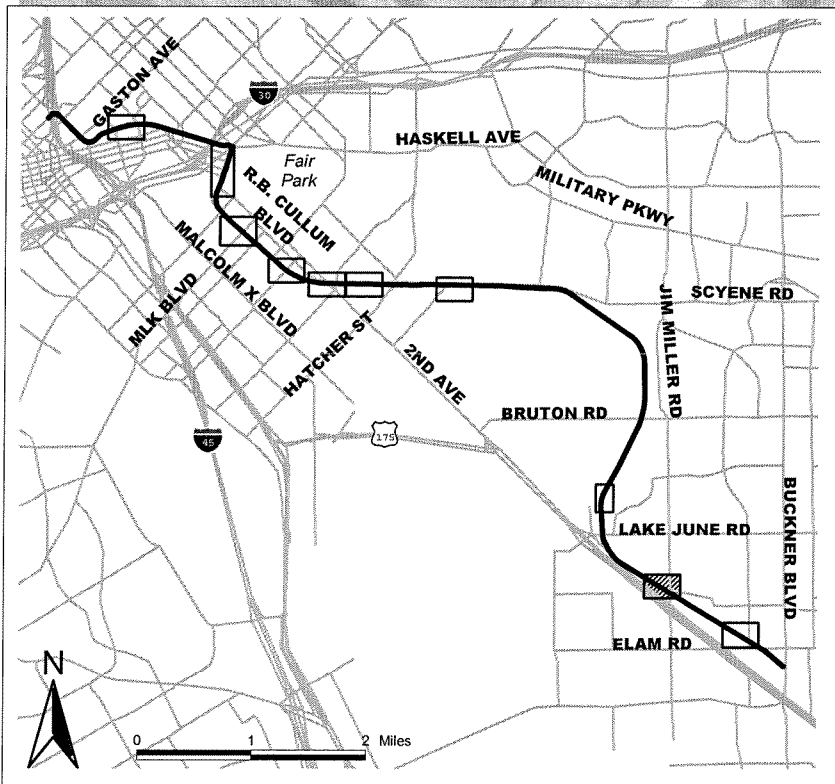 GASTON AVE
30
HASKELL AVE
Fair
Park
MILITARY PKWY
R.B. CULLUM
BLVD
MALCOLM X BLVD
MLK BLVD
HATCHER ST
JIM MILLER RD
SCYENE RD
2ND AVE
BRUTON RD
175
45
BUCKNER BLVD
LAKE JUNE RD
ELAM RD
N
0 1 2 Miles